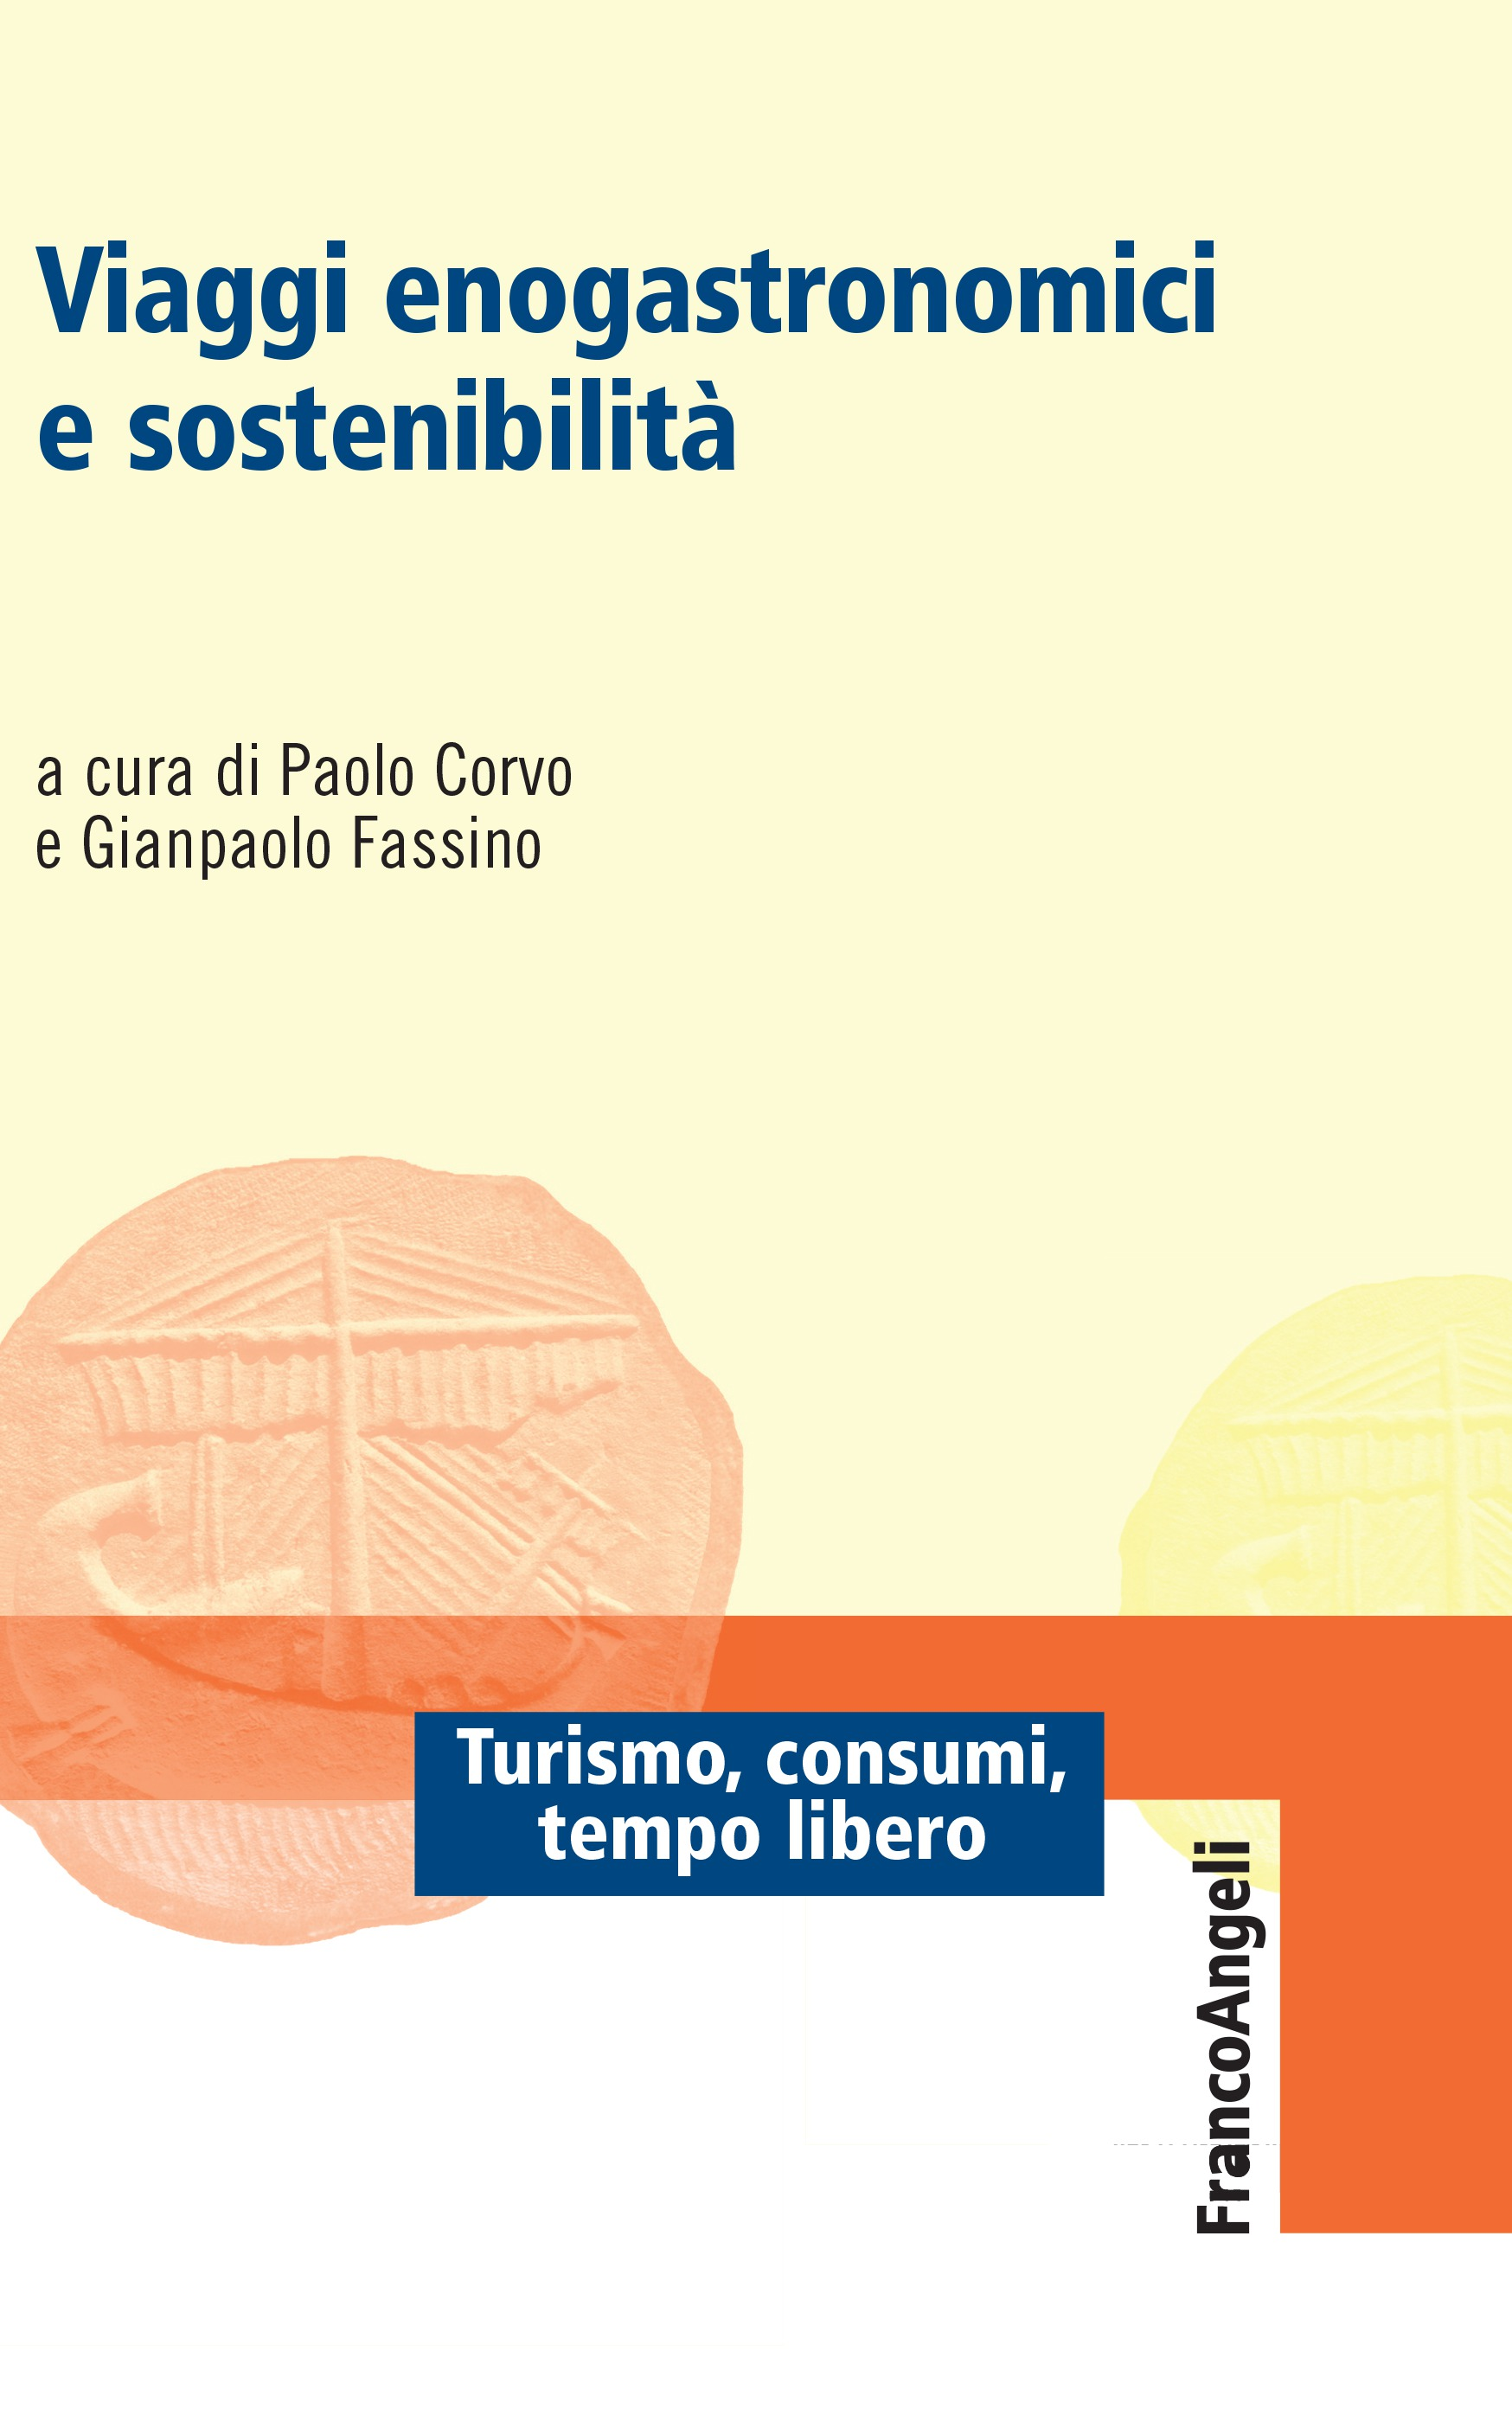 Viaggi enogastronomici
e sostenibilità
a cura di Paolo Corvo
e Gianpaolo Fassino
Turismo, consumi,
tempo libero
FrancoAngeli